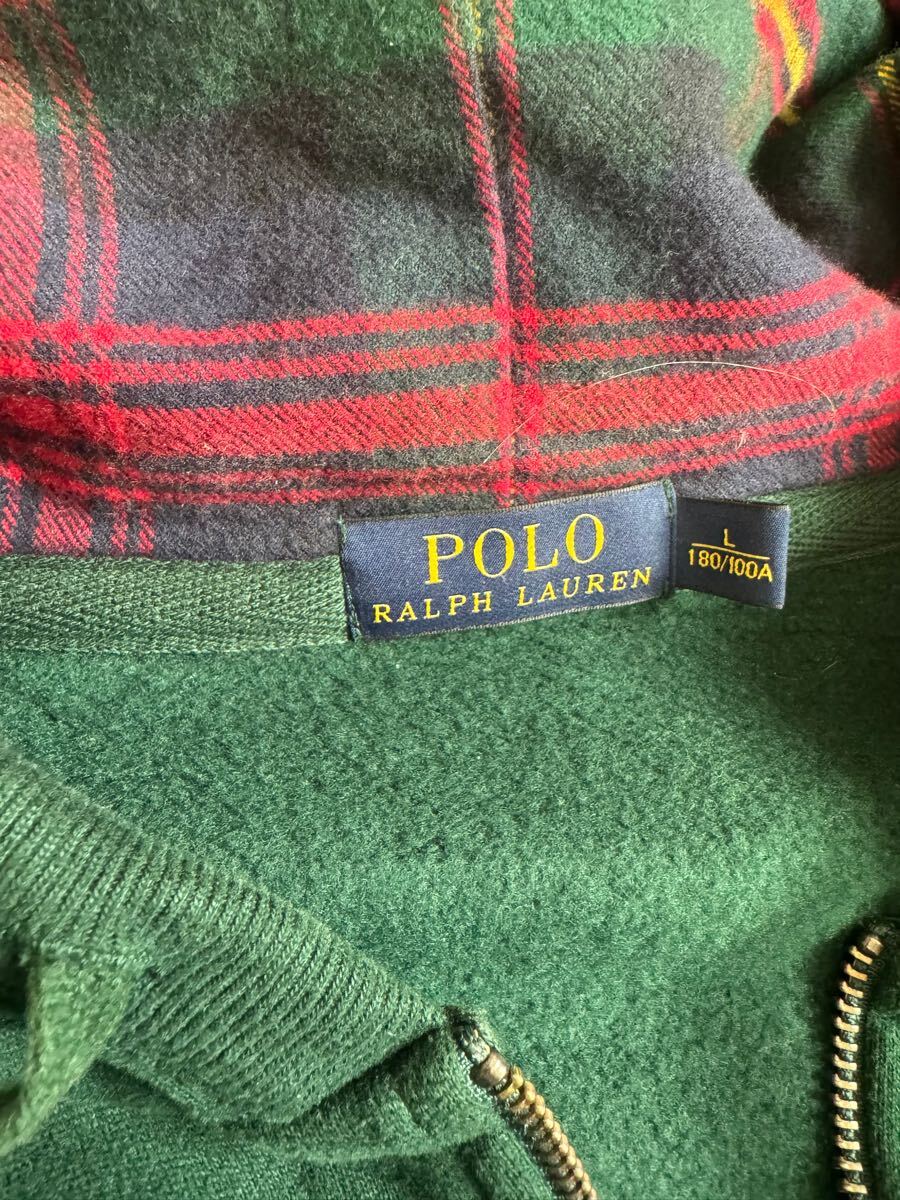 POLO
RALPH LAUREN
L
180/100A